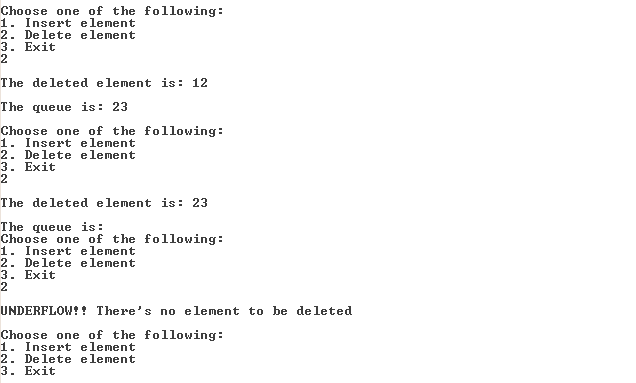 Choose one of the following:
1. Insert element
2. Delete element
3. Exit
2
The deleted element is: 12
The queue is: 23
Choose one of the following:
1. Insert element
2. Delete element
3. Exit
2
The deleted element is: 23
The queue is:
Choose one of the following:
1. Insert element
2. Delete element
3. Exit
2
UNDERFLOW!! There's no element to be deleted
Choose one of the following:
1. Insert element
2. Delete element
3. Exit